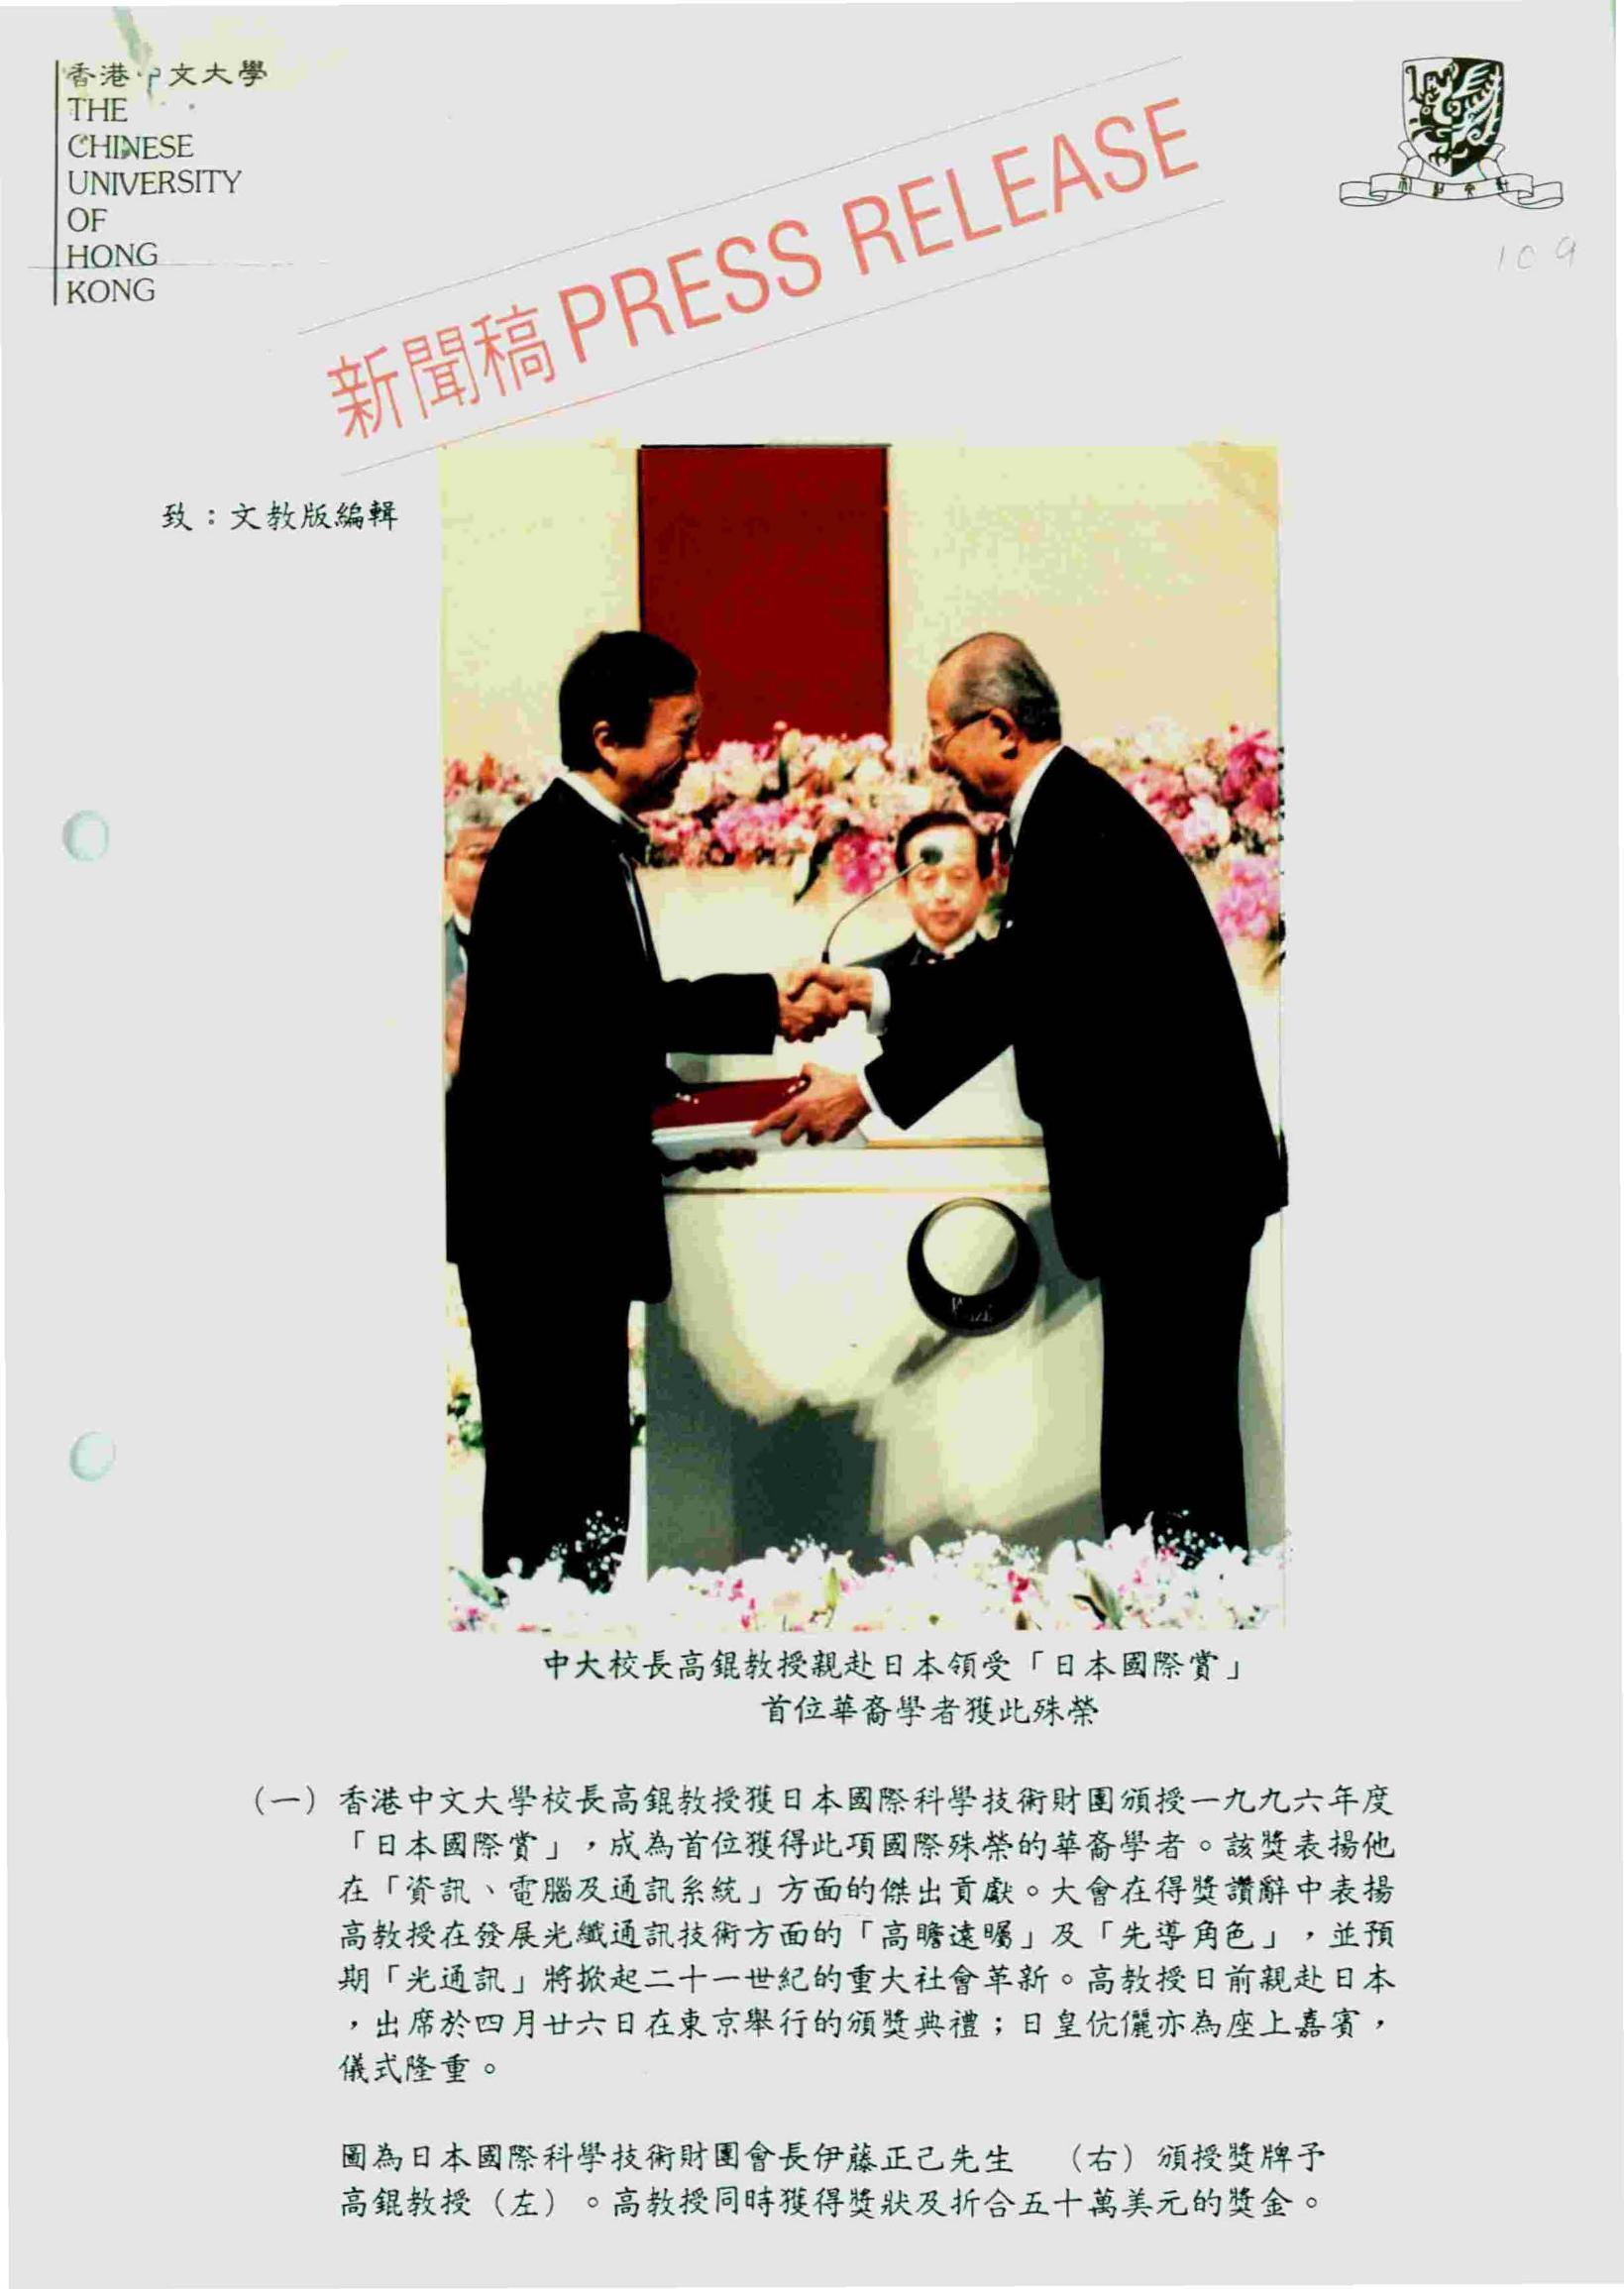 香港中文大學
THE
CHINESE
UNIVERSITY
OF
HONG
KONG
新聞稿 PRESS RELEASE
109
致：文教版編輯
中大校長高錕教授親赴日本領受「日本國際賞」
首位華裔學者獲此殊榮
（一）香港中文大學校長高錕教授獲日本國際科學技術財團頒授一九九六年度
「日本國際賞」，成為首位獲得此項國際殊榮的華裔學者。該獎表揚他
在「資訊、電腦及通訊系統」方面的傑出貢獻。大會在得獎讚辭中表揚
高教授在發展光纖通訊技術方面的「高瞻遠矚」及「先導角色」，並預
期「光通訊」將掀起二十一世紀的重大社會革新。高教授日前親赴日本
，出席於四月廿六日在東京舉行的頒獎典禮；日皇伉儷亦為座上嘉賓，
儀式隆重。
圖為日本國際科學技術財團會長伊藤正己先生　（右）頒授獎牌予
高錕教授（左）。高教授同時獲得獎狀及折合五十萬美元的獎金。